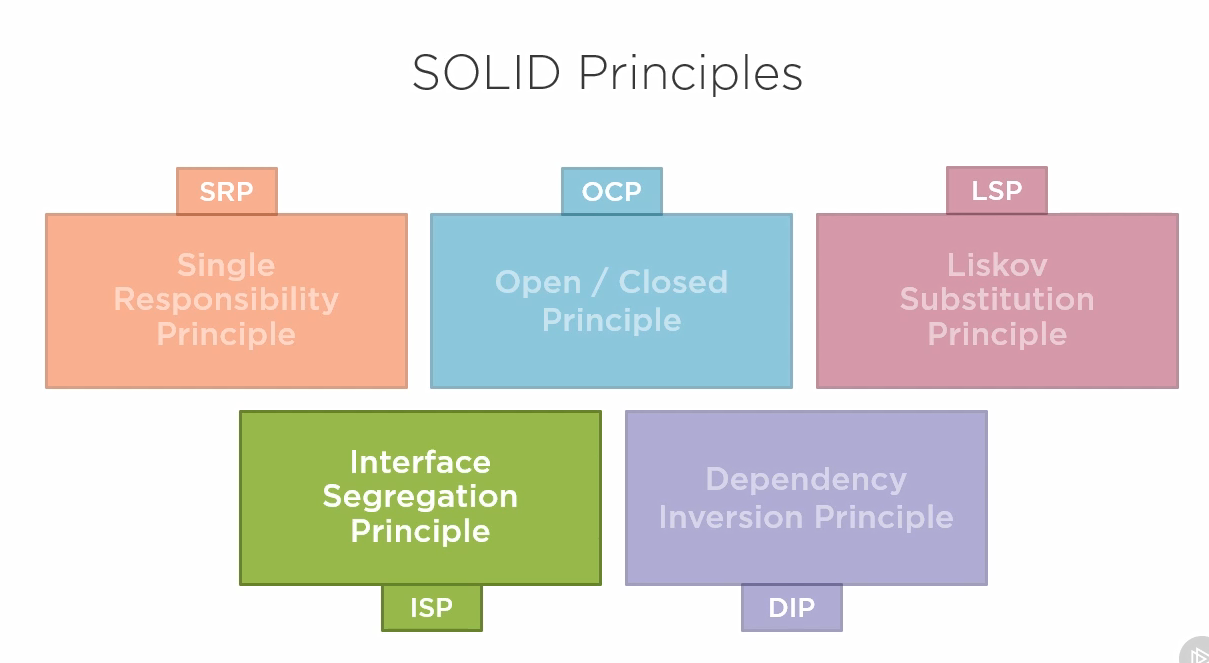 SOLID Principles
SRP
Single
Responsibility
Principle
OCP
Open / Closed
Principle
LSP
Liskov
Substitution
Principle
Interface
Segregation
Principle
ISP
Dependency
Inversion Principle
DIP